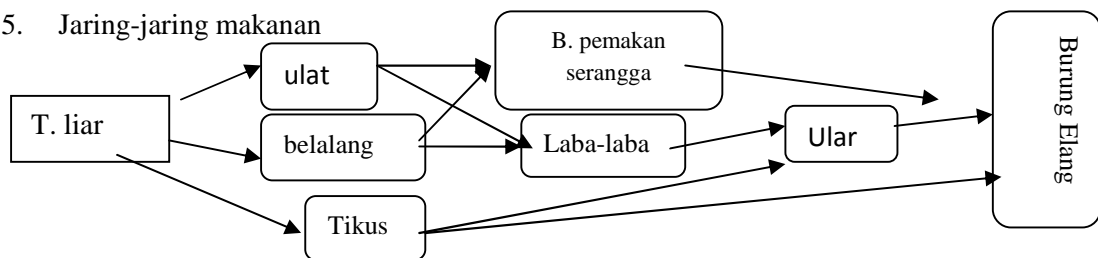 5. Jaring-jaring makanan
B. pemakan
serangga
ulat
T. liar
belalang
Laba-laba
Ular
Burung Elang
Tikus